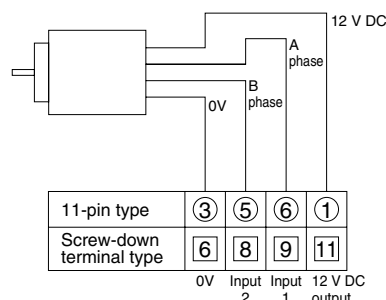 12 V DC
A
phase
B
phase
0V
11-pin type 3 5 6 1
Screw-down
terminal type 6 8 9 11
0V Input Input 12 V DC
2 1 output